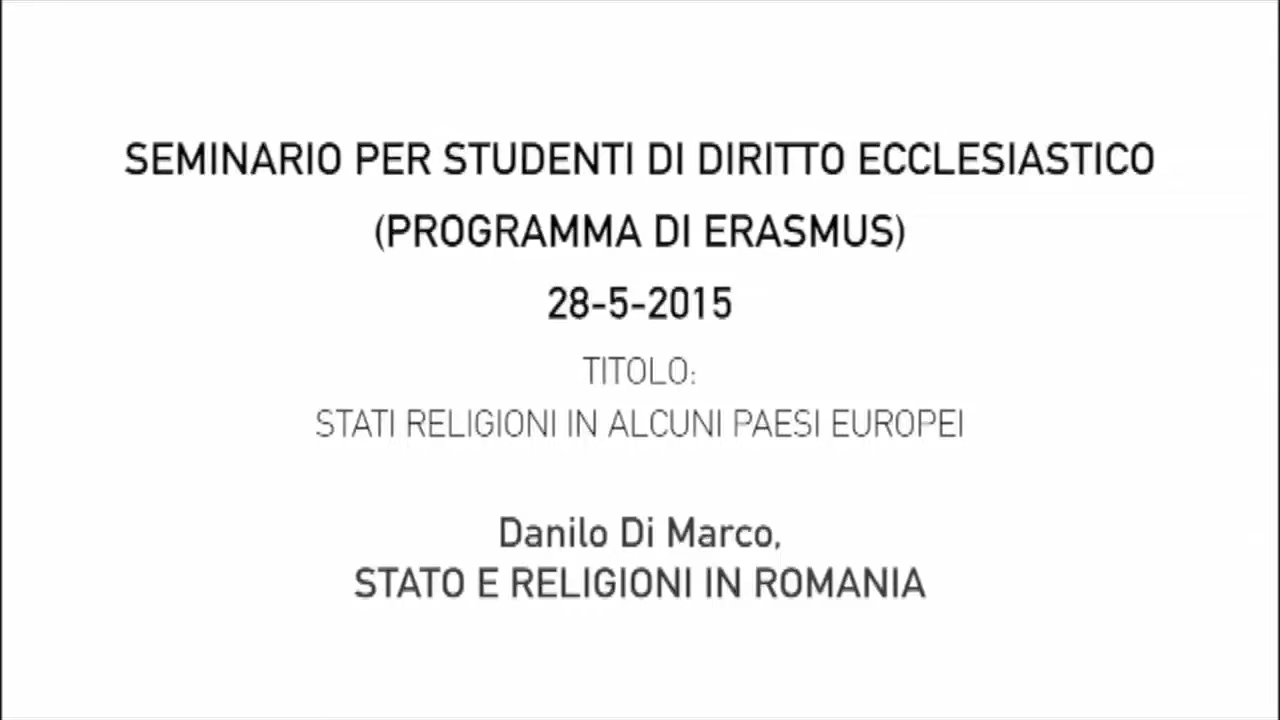 SEMINARIO PER STUDENTI DI DIRITTO ECCLESIASTICO
(PROGRAMMA DI ERASMUS)
28-5-2015
TITOLO:
STATI RELIGIONI IN ALCUNI PAESI EUROPEI
Danilo Di Marco,
STATO E RELIGIONI IN ROMANIA